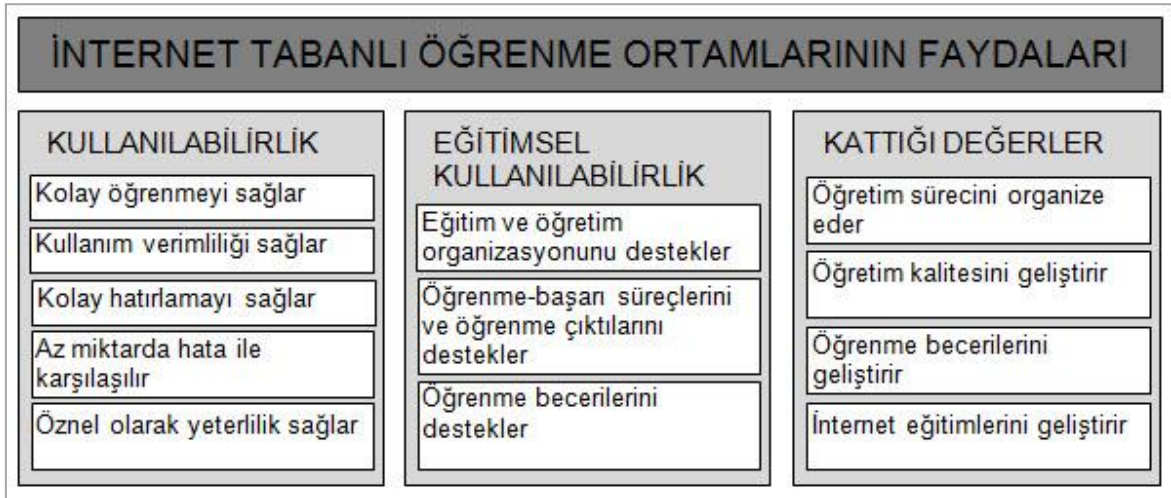 İNTERNET TABANLI ÖĞRENME ORTAMLARININ FAYDALARI
KULLANILABİLİRLİK
Kolay öğrenmeyi sağlar
Kullanım verimliliği sağlar
Kolay hatırlamayı sağlar
Az miktarda hata ile
karşılaşılır
Öznel olarak yeterlilik sağlar
EĞİTİMSEL
KULLANILABİLİRLİK
Eğitim ve öğretim
organizasyonunu destekler
Öğrenme-başarı süreçlerini
ve öğrenme çıktılarını
destekler
Öğrenme becerilerini
destekler
KATTIĞI DEĞERLER
Öğretim sürecini organize
eder
Öğretim kalitesini geliştirir
Öğrenme becerilerini
geliştirir
İnternet eğitimlerini geliştirir